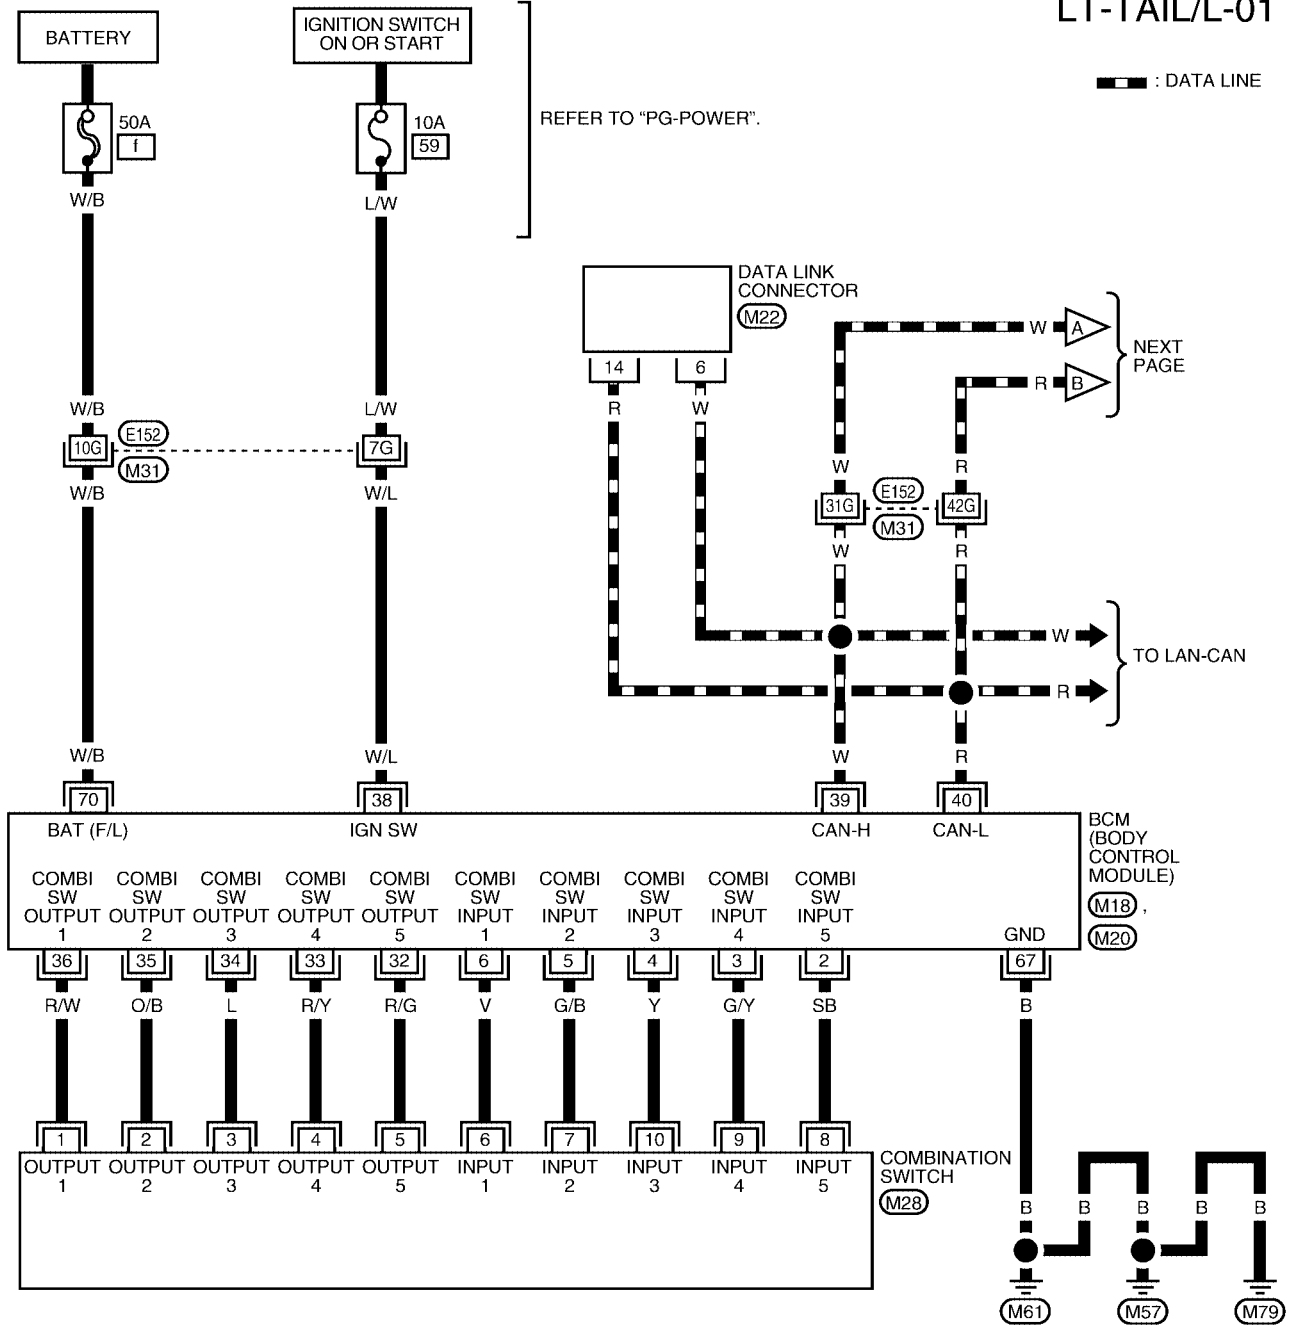 LT-TAIL/L-01
BATTERY
IGNITION SWITCH
ON OR START
: DATA LINE
50A
f
10A
59
REFER TO “PG-POWER”.
W/B
L/W
DATA LINK
CONNECTOR
M22
14
6
R
W
W
A
R
B
NEXT
PAGE
W/B
L/W
10G
E152
M31
7G
W/B
W/L
W
R
31G
E152
M31
42G
W
R
W
R
TO LAN-CAN
W/B
W/L
W
R
70
38
39
40
BAT (F/L)
IGN SW
CAN-H
CAN-L
BCM
(BODY
CONTROL
MODULE)
M18 ,
M20
COMBI
SW
OUTPUT
1
COMBI
SW
OUTPUT
2
COMBI
SW
OUTPUT
3
COMBI
SW
OUTPUT
4
COMBI
SW
OUTPUT
5
COMBI
SW
INPUT
1
COMBI
SW
INPUT
2
COMBI
SW
INPUT
3
COMBI
SW
INPUT
4
COMBI
SW
INPUT
5
GND
36
35
34
33
32
6
5
4
3
2
67
R/W
O/B
L
R/Y
R/G
V
G/B
Y
G/Y
SB
B
1
2
3
4
5
6
7
10
9
8
OUTPUT
1
OUTPUT
2
OUTPUT
3
OUTPUT
4
OUTPUT
5
INPUT
1
INPUT
2
INPUT
3
INPUT
4
INPUT
5
COMBINATION
SWITCH
M28
B
B
B
B
B
M61
M57
M79